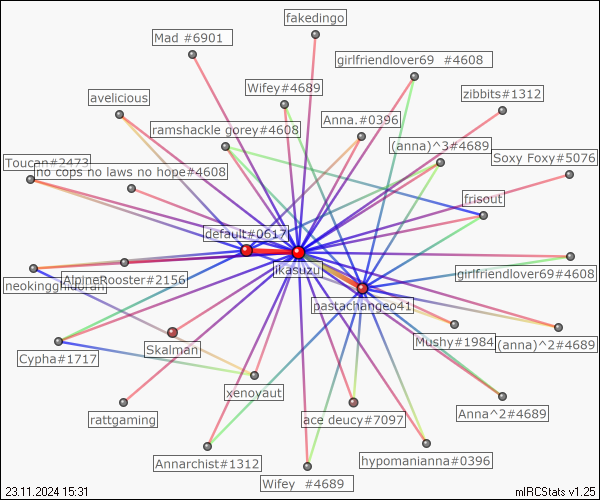 fakedingo
Mad #6901
girlfriendlover69 #4608
Wifey#4689
zibbits#1312
avelicious
Anna.#0396
ramshackle gorey#4608
(anna)^3#4689
Toucan#2473
Soxy Foxy#5076
no cops no laws no hope#4608
frisout
default#0617
ikasuzu
girlfriendlover69#4608
neokingghidorah
AlpineRooster#2156
pastachangeo41
Mushy#1984
(anna)^2#4689
Skalman
Cypha#1717
xenoyaut
rattgaming
ace deucy#7097
Anna^2#4689
Annarchist#1312
hypomanianna#0396
Wifey #4689
23.11.2024 15:31
mIRCStats v1.25